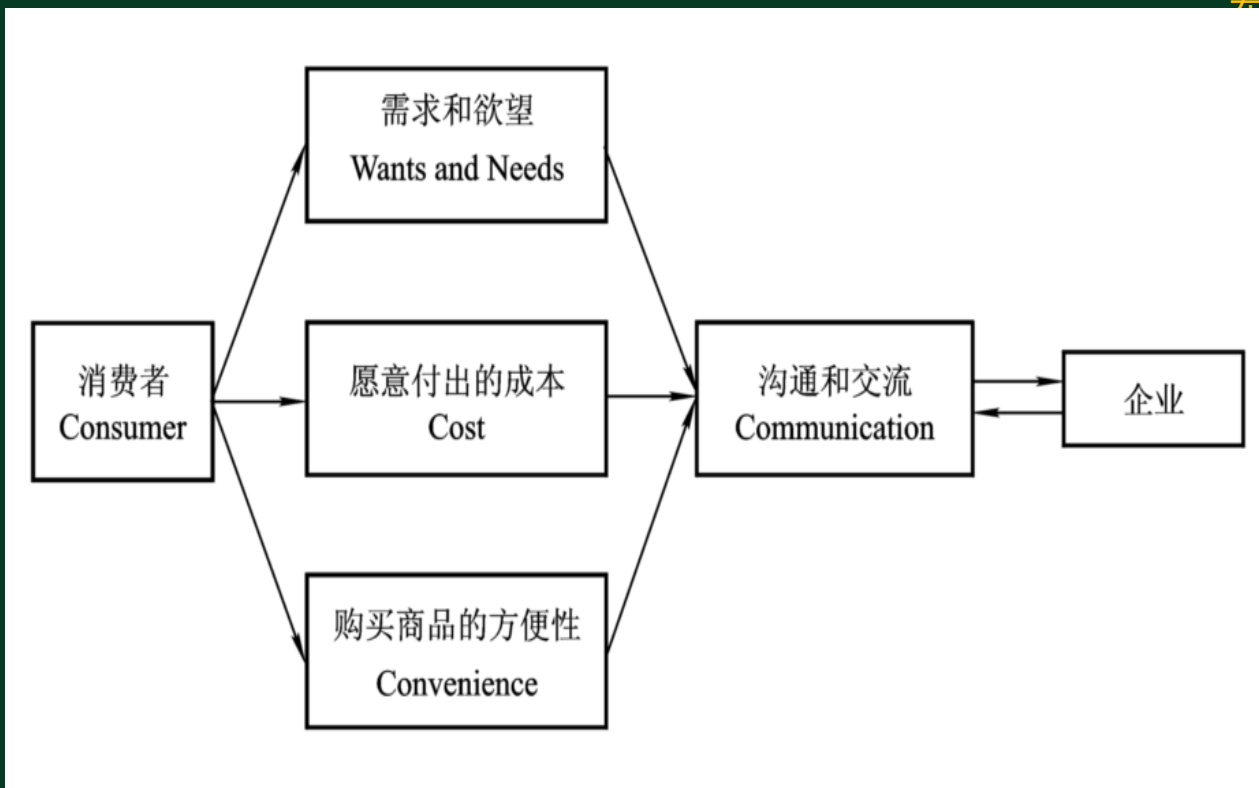 需求和欲望
Wants and Needs
消费者
Consumer
愿意付出的成本
Cost
沟通和交流
Communication
企业
购买商品的方便性
Convenience